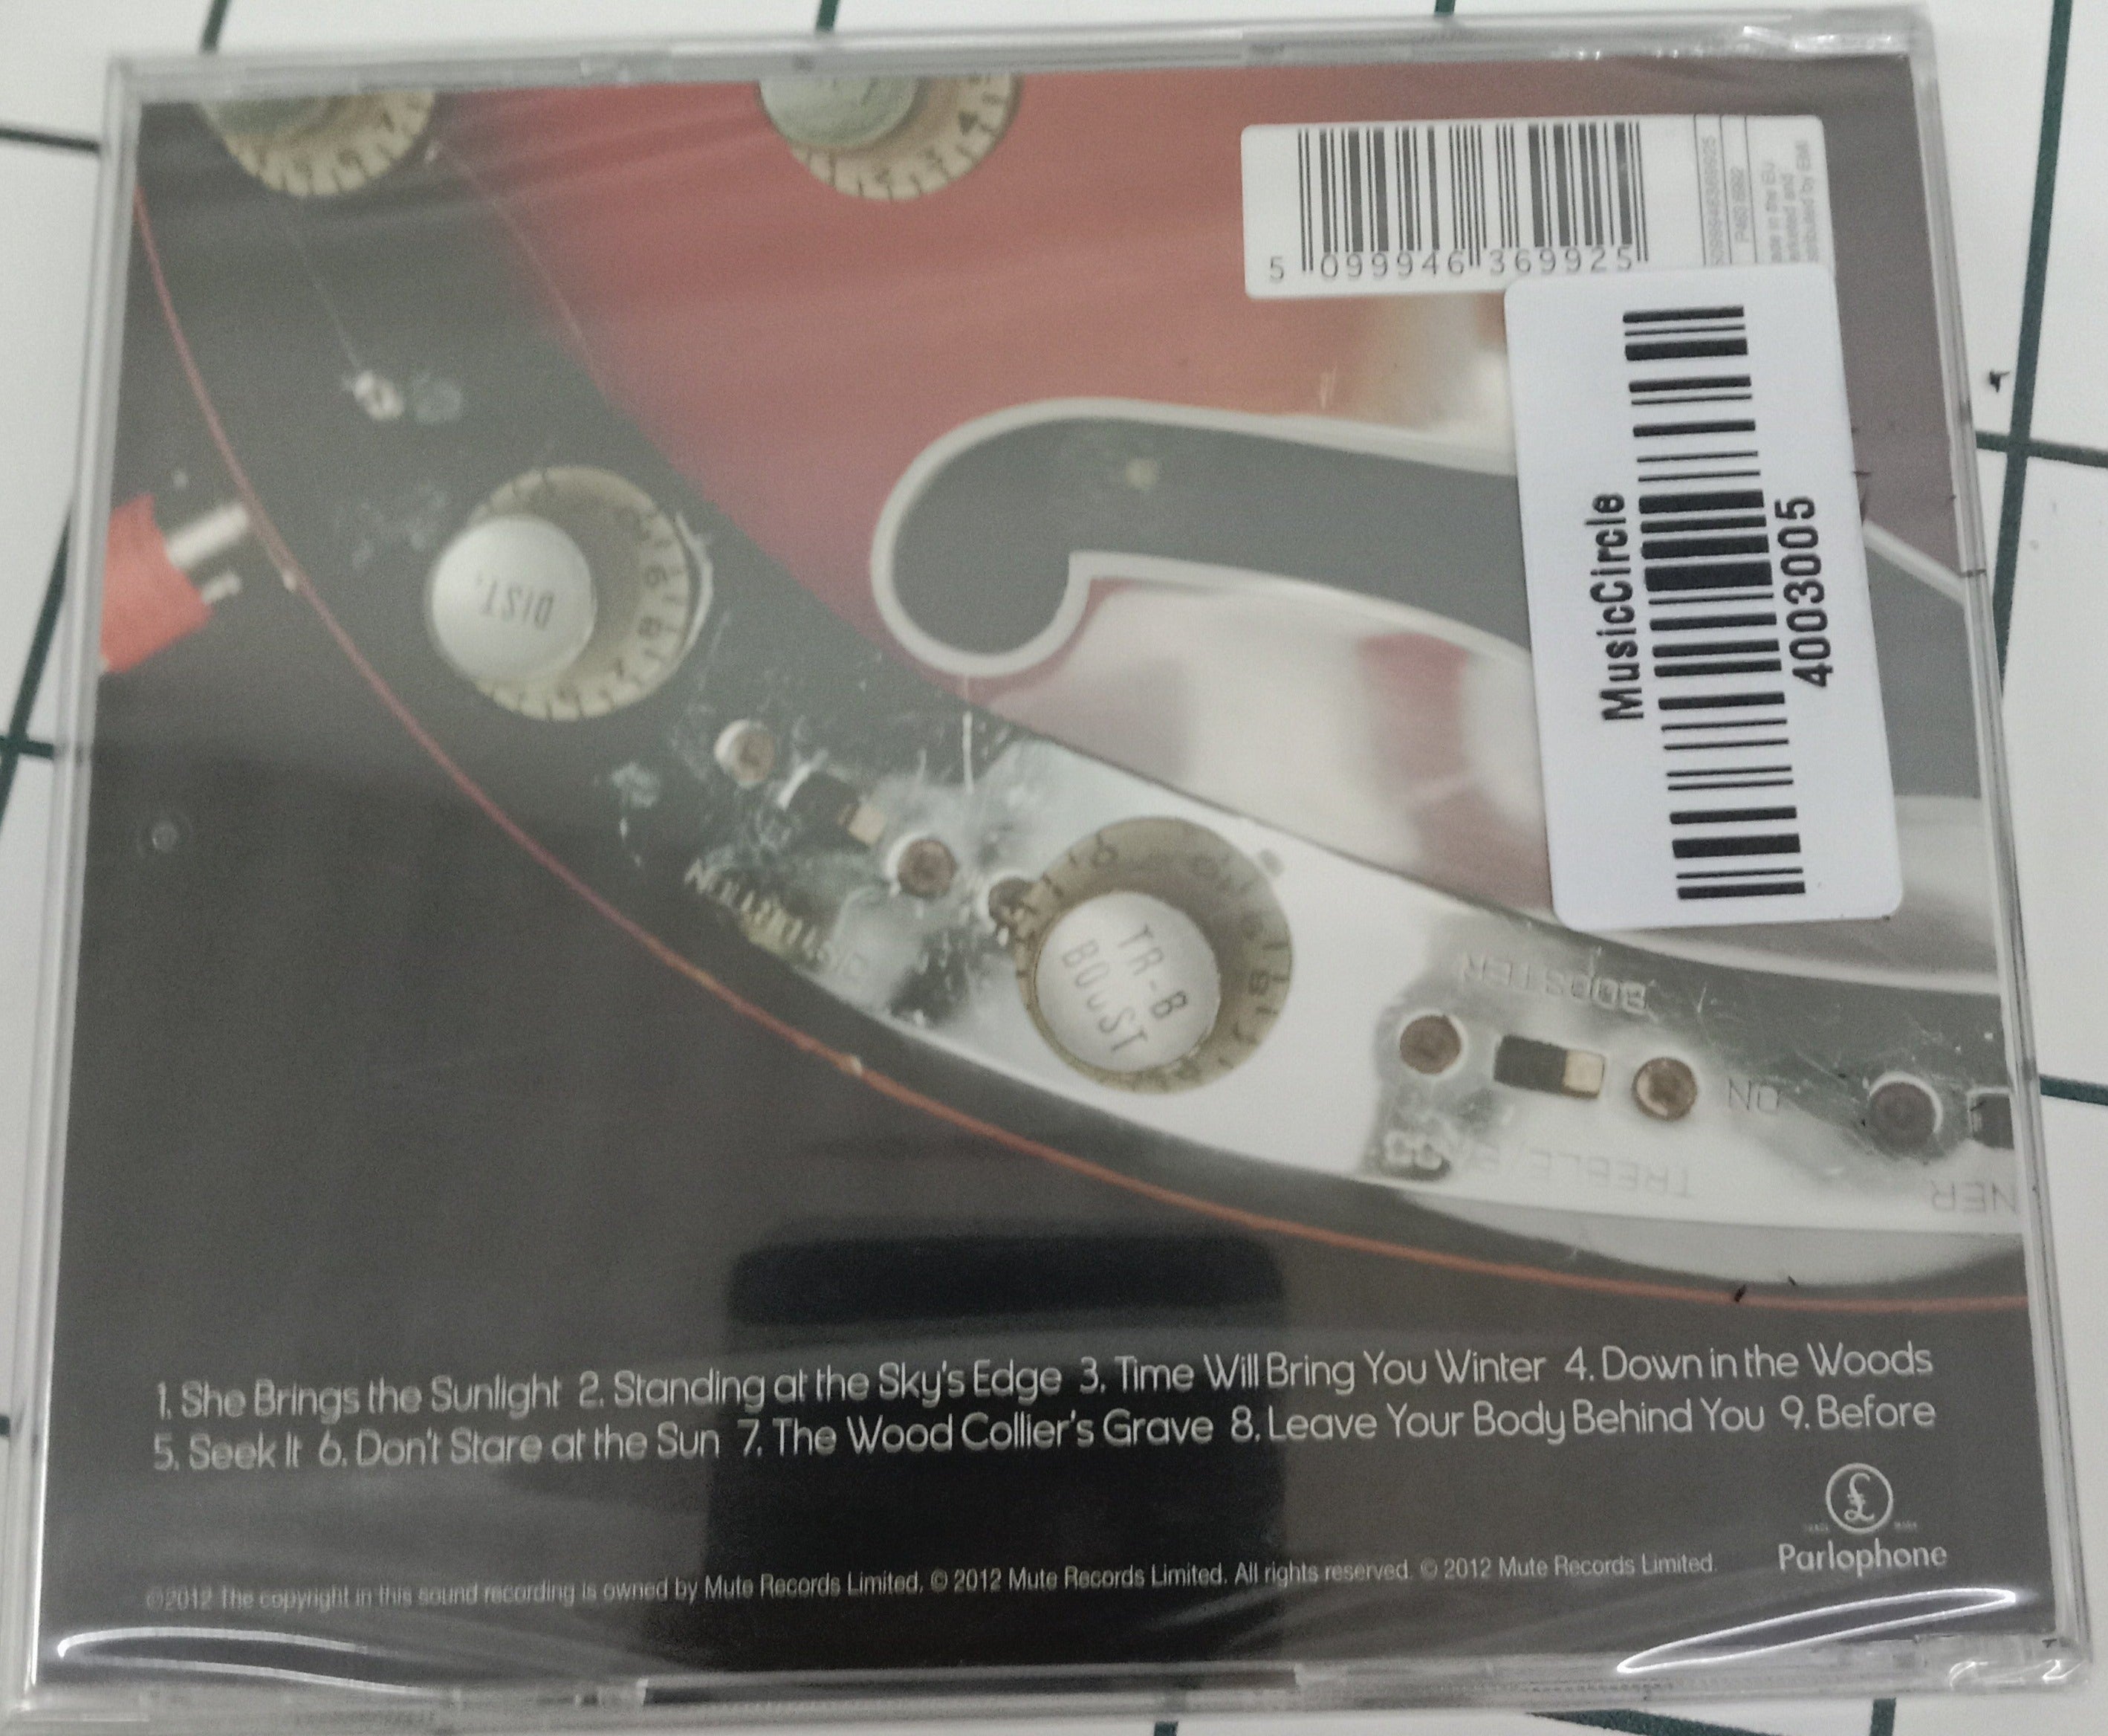 5 099946 369925
MusicCircle
4003005
DIST.
TR-B
BOOST
BOOSTER
ON
TREBLE/BASS
NER
1. She Brings the Sunlight 2. Standing at the Sky's Edge 3. Time Will Bring You Winter 4. Down in the Woods
5. Seek It 6. Don't Stare at the Sun 7. The Wood Collier's Grave 8. Leave Your Body Behind You 9. Before
£
Parlophone
℗2012 The copyright in this sound recording is owned by Mute Records Limited, © 2012 Mute Records Limited. All rights reserved. © 2012 Mute Records Limited.